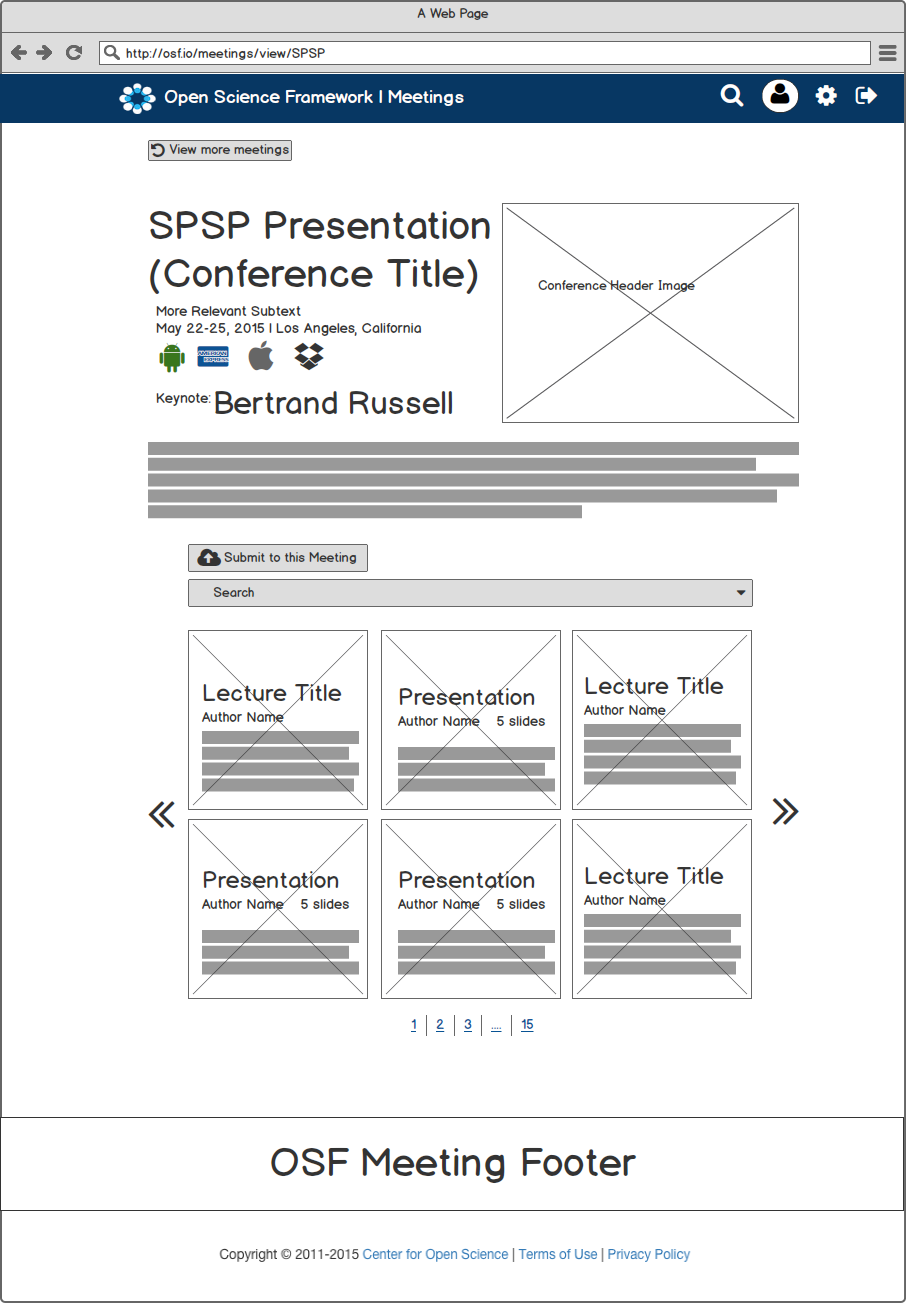 A Web Page
http://osf.io/meetings/view/SPSP
Open Science Framework | Meetings
View more meetings
SPSP Presentation
(Conference Title)
Conference Header Image
More Relevant Subtext
May 22-25, 2015 | Los Angeles, California
AMERICAN
EXPRESS
Keynote: Bertrand Russell
Submit to this Meeting
Search
Lecture Title
Author Name
Presentation
Author Name 5 slides
Lecture Title
Author Name
Presentation
Author Name 5 slides
Presentation
Author Name 5 slides
Lecture Title
Author Name
1 2 3 .... 15
OSF Meeting Footer
Copyright © 2011-2015 Center for Open Science | Terms of Use | Privacy Policy